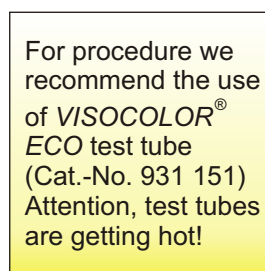 For procedure we
recommend the use
of VISOCOLOR®
ECO test tube
(Cat.-No. 931 151)
Attention, test tubes
are getting hot!